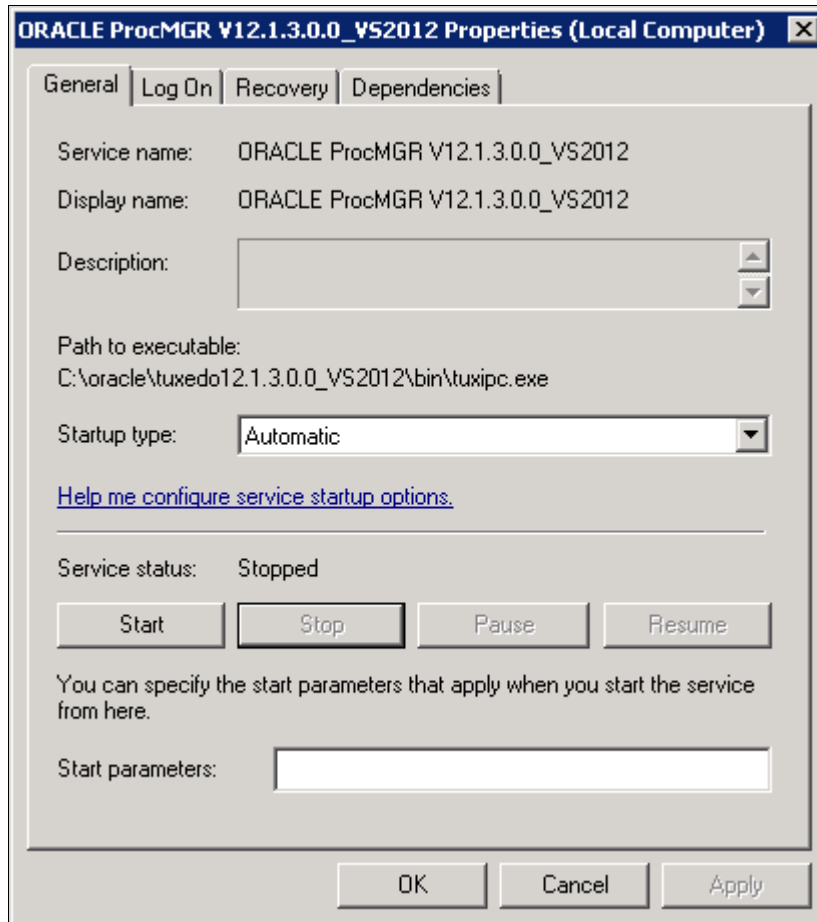 ORACLE ProcMGR V12.1.3.0.0_VS2012 Properties (Local Computer)
General Log On Recovery Dependencies
Service name: ORACLE ProcMGR V12.1.3.0.0_VS2012
Display name: ORACLE ProcMGR V12.1.3.0.0_VS2012
Description:
Path to executable:
C:\oracle\tuxedo12.1.3.0.0_VS2012\bin\tuxipc.exe
Startup type: Automatic
Help me configure service startup options.
Service status: Stopped
Start Stop Pause Resume
You can specify the start parameters that apply when you start the service
from here.
Start parameters:
OK Cancel Apply